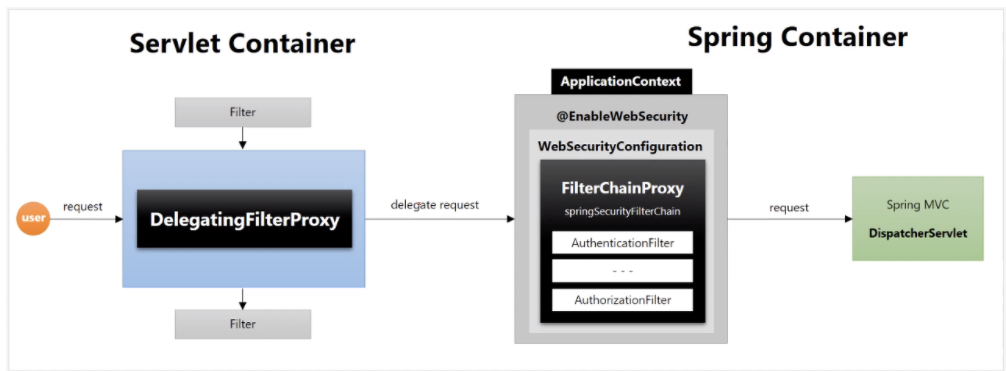 Servlet Container
Spring Container
ApplicationContext
Filter
@EnableWebSecurity
WebSecurityConfiguration
user
request
DelegatingFilterProxy
delegate request
FilterChainProxy
springSecurityFilterChain
AuthenticationFilter
- - -
AuthorizationFilter
request
Spring MVC
DispatcherServlet
Filter